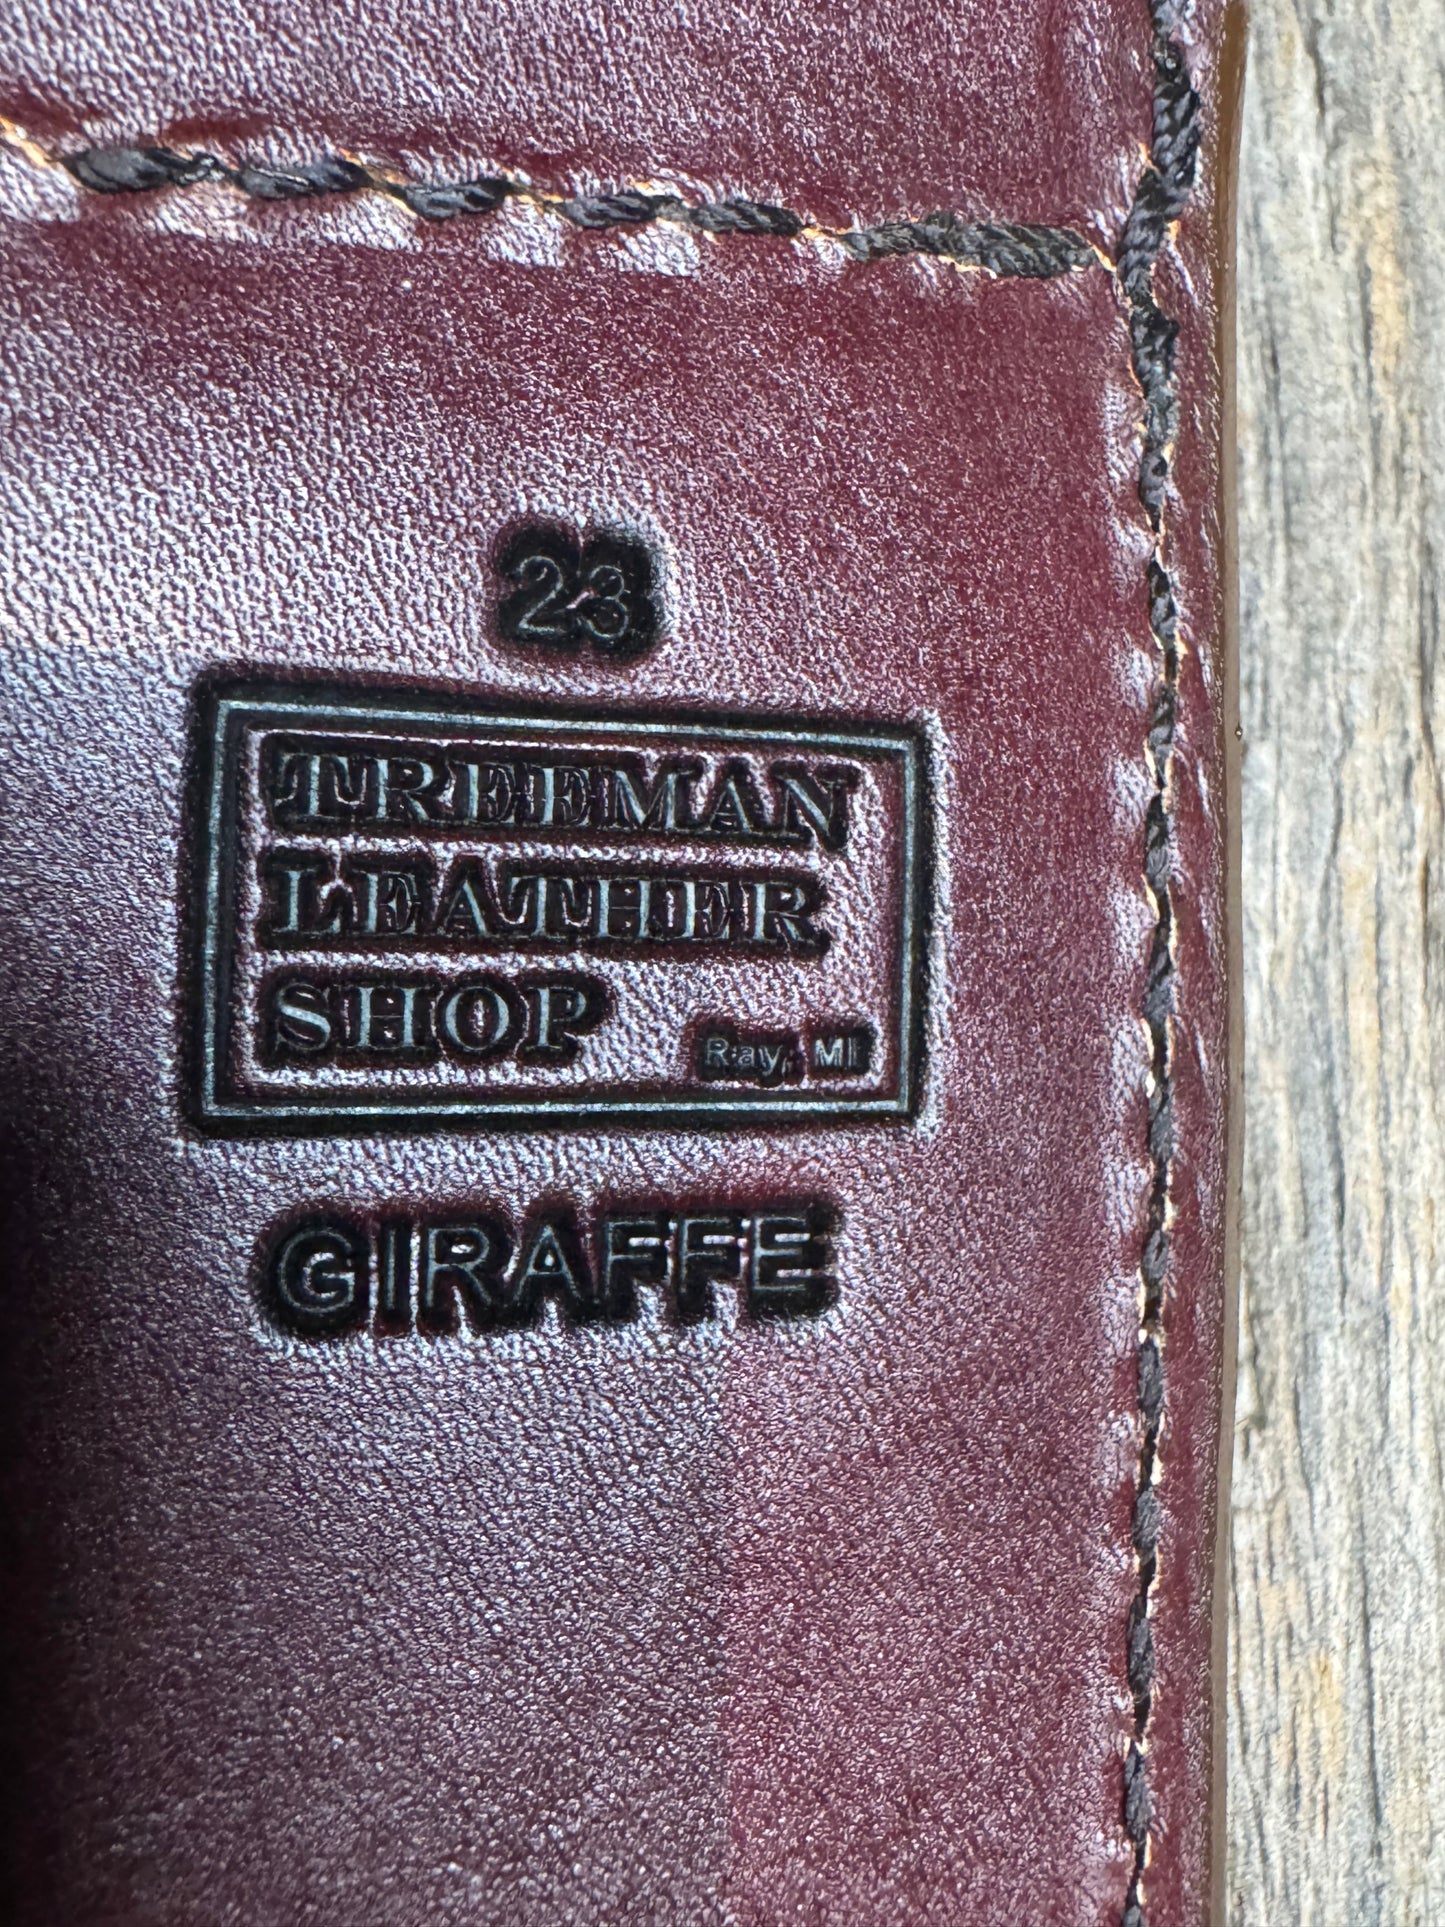 23
TREEMAN
LEATHER
SHOP
Ray, MI
GIRAFFE